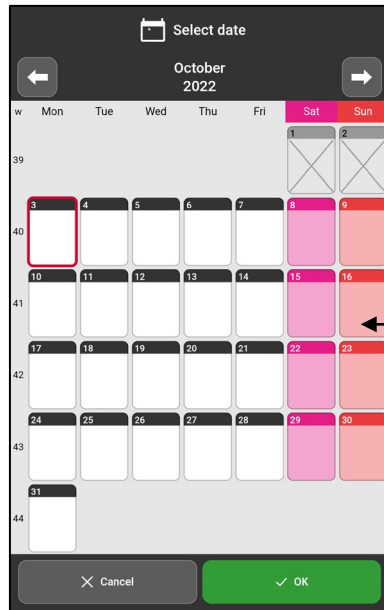 Select date
October
2022
w Mon Tue Wed Thu Fri Sat Sun
39 1 2
40 3 4 5 6 7 8 9
41 10 11 12 13 14 15 16
42 17 18 19 20 21 22 23
43 24 25 26 27 28 29 30
44 31
Cancel OK